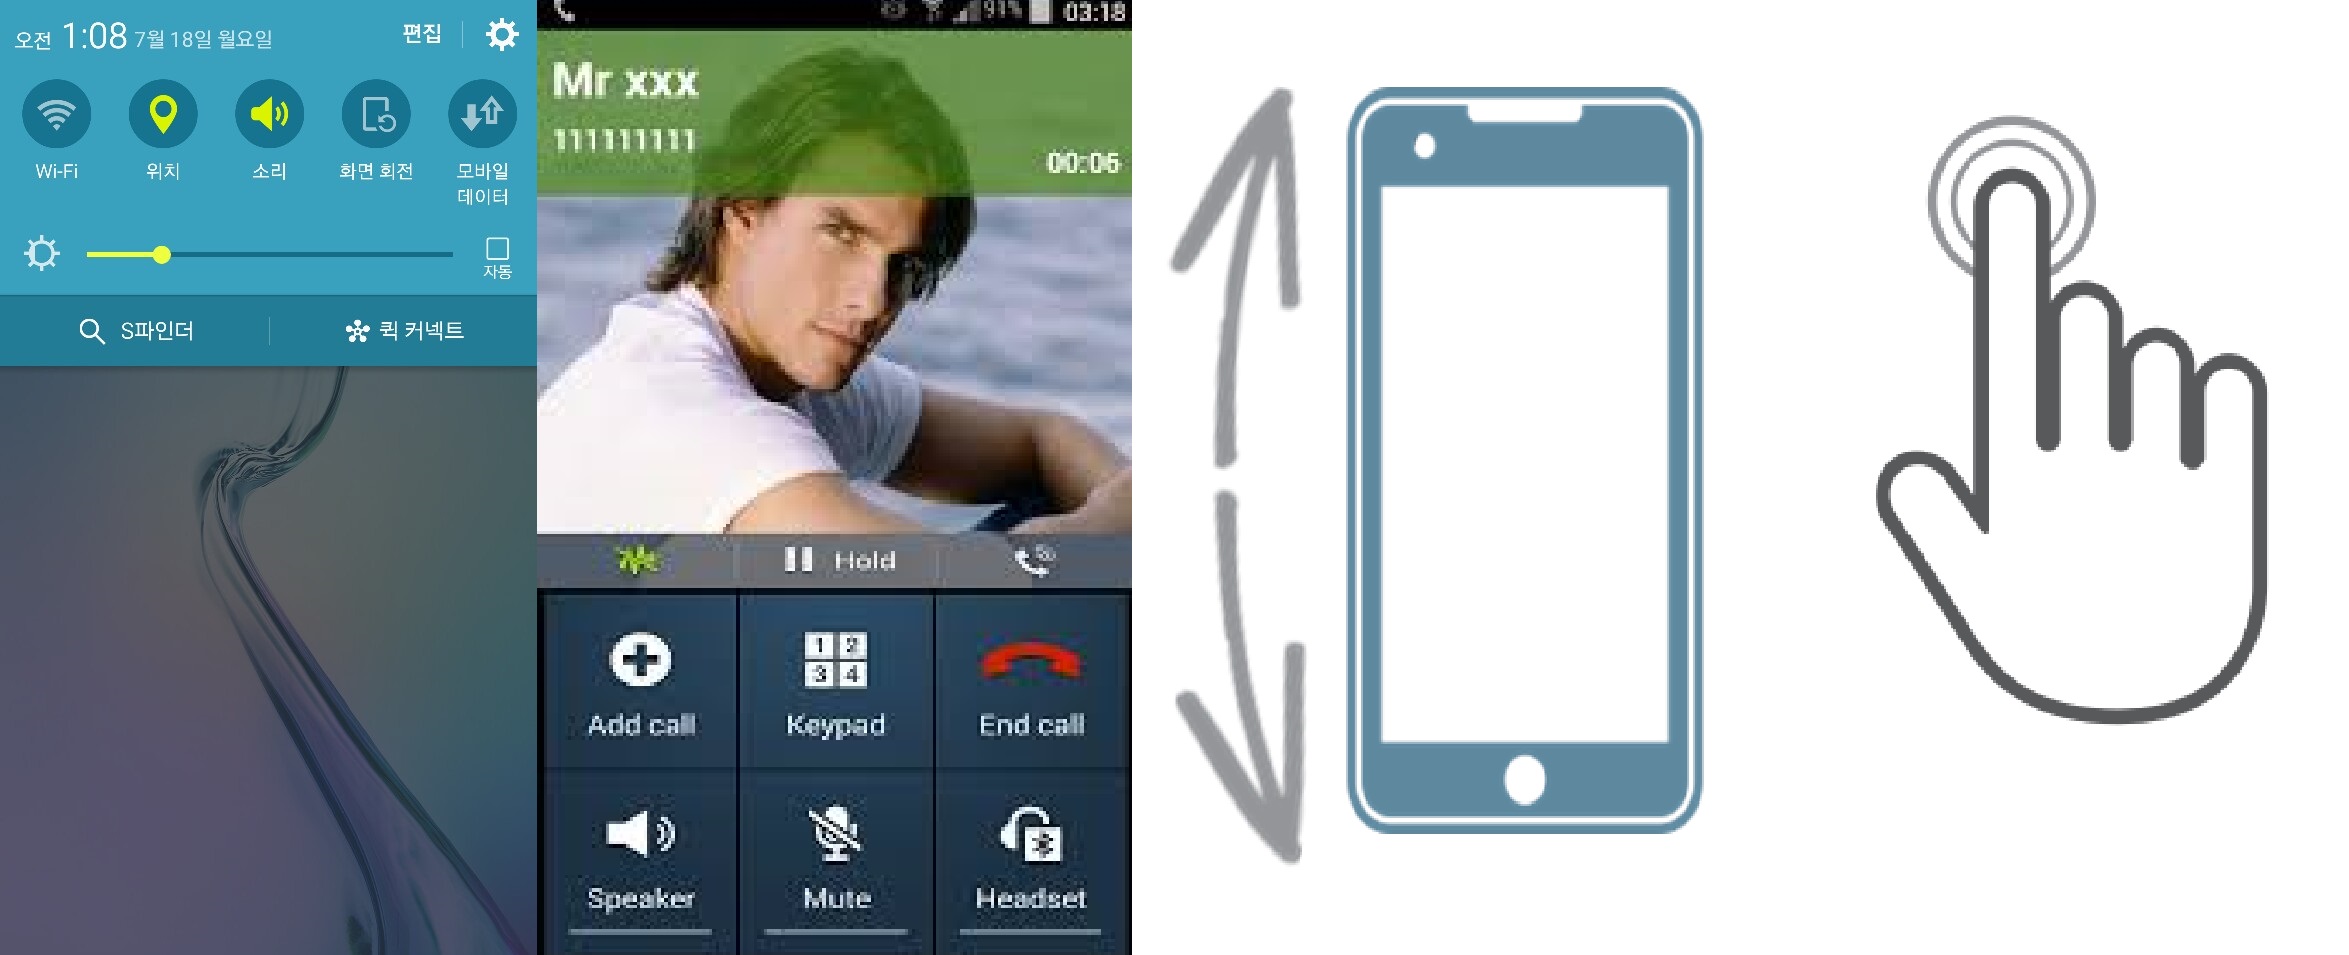 오전 1:08 7월 18일 월요일 편집
Wi-Fi 위치 소리 화면 회전 모바일
데이터
자동
S파인더 퀵 커넥트
91% 03:18
Mr xxx
111111111
00:06
Hold
1 2
3 4
Add call Keypad End call
Speaker Mute Headset